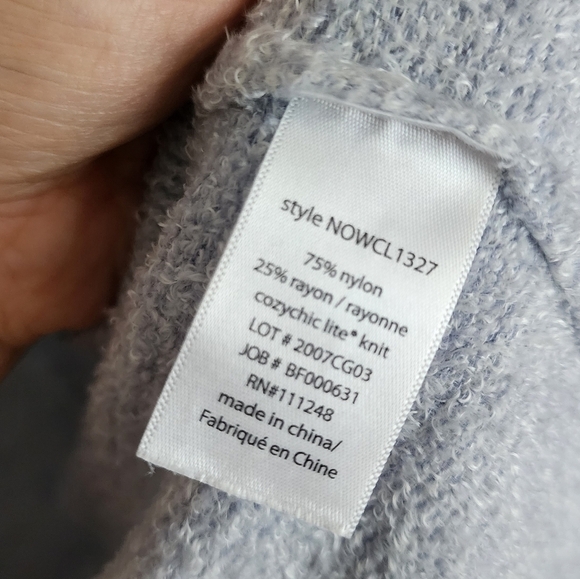 style NOWCL1327
75% nylon
25% rayon / rayonne
cozychic lite® knit
LOT # 2007CG03
JOB # BF000631
RN#111248
made in china/
Fabriqué en Chine